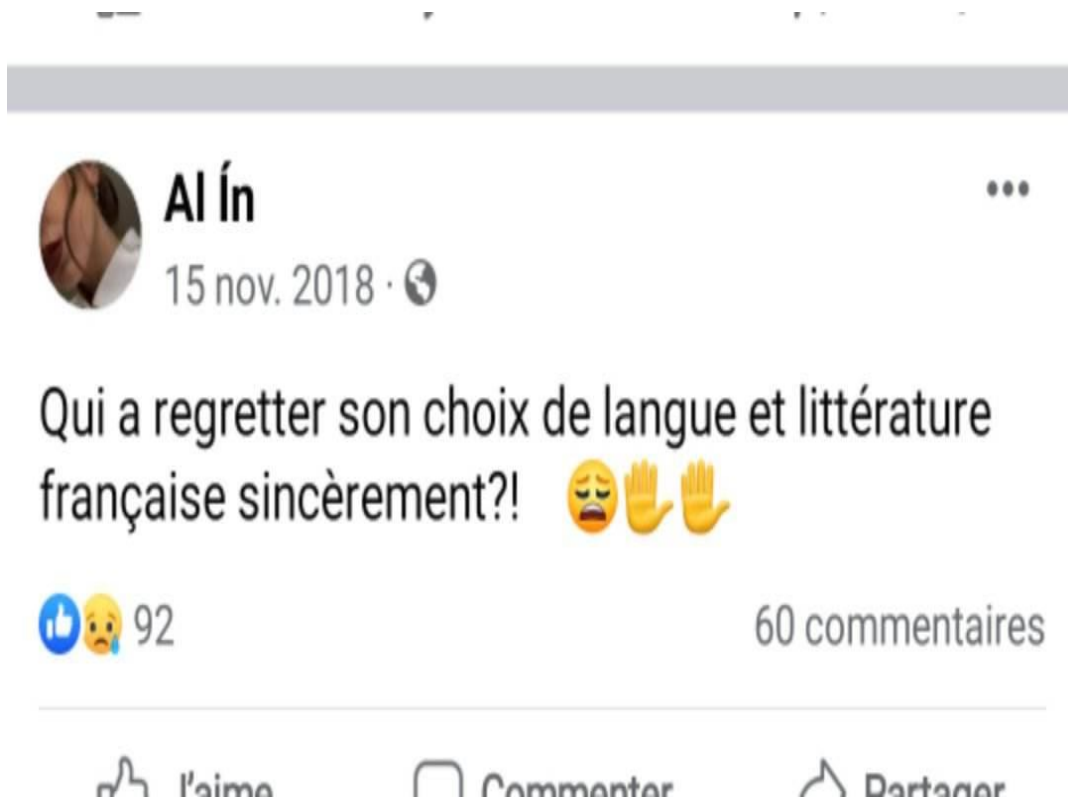 Al Ín
15 nov. 2018 ·
Qui a regretter son choix de langue et littérature
française sincèrement?! 😩✋✋
92 60 commentaires
J'aime Commenter Partager